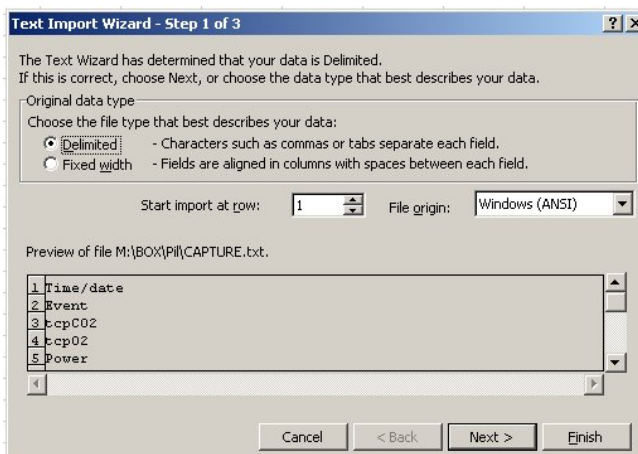 Text Import Wizard - Step 1 of 3
The Text Wizard has determined that your data is Delimited.
If this is correct, choose Next, or choose the data type that best describes your data.
Original data type
Choose the file type that best describes your data:
Delimited - Characters such as commas or tabs separate each field.
Fixed width - Fields are aligned in columns with spaces between each field.
Start import at row: 1 File origin: Windows (ANSI)
Preview of file M:\BOX\Pil\CAPTURE.txt.
1 Time/date
2 Event
3 tcpCO2
4 tcpO2
5 Power
Cancel < Back Next > Finish